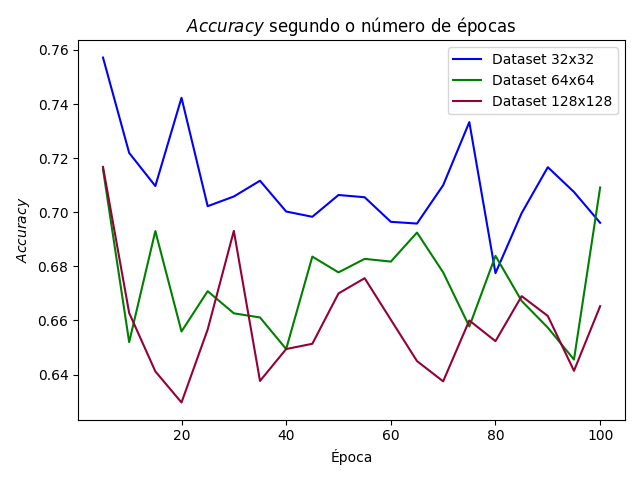 Accuracy segundo o número de épocas
Dataset 32x32
Dataset 64x64
Dataset 128x128
Accuracy
0.76
0.74
0.72
0.70
0.68
0.66
0.64
20 40 60 80 100
Época